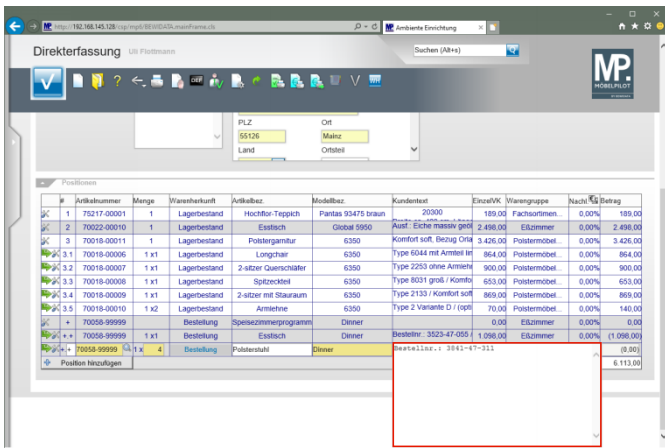 http://192.168.145.128/csp/mpll/BEWIDATA.mainFrame.cls
MP Ambiente Einrichtung
Direkterfassung Uli Flottmann
Suchen (Alt+s)
MP.
MÖBELPILOT
PLZ Ort
55126 Mainz
Land Ortsteil
Positionen
# Artikelnummer Menge Warenherkunft Artikelbez. Modellbez. Kundentext EinzelVK Warengruppe Nachl Betrag
1 75217-00001 1 Lagerbestand Hochflor-Teppich Pantas 93475 braun 20300 189,00 Fachsortimen... 0,00% 189,00
2 70022-00010 1 Lagerbestand Esstisch Global 5950 Ausf.: Eiche massiv geöl 2.498,00 Eßzimmer 0,00% 2.498,00
3 70018-00011 1 Lagerbestand Polstergarnitur 6350 Komfort soft, Bezug Orla 3.426,00 Polstermöbel... 0,00% 3.426,00
3.1 70018-00006 1 x1 Lagerbestand Longchair 6350 Type 6044 mit Armteil lin 864,00 Polstermöbel... 0,00% 864,00
3.2 70018-00007 1 x1 Lagerbestand 2-sitzer Querschläfer 6350 Type 2253 ohne Armlehn 900,00 Polstermöbel... 0,00% 900,00
3.3 70018-00008 1 x1 Lagerbestand Spitzeckteil 6350 Type 8031 groß / Komfo 653,00 Polstermöbel... 0,00% 653,00
3.4 70018-00009 1 x1 Lagerbestand 2-sitzer mit Stauraum 6350 Type 2133 / Komfort soft 869,00 Polstermöbel... 0,00% 869,00
3.5 70018-00010 1 x2 Lagerbestand Armlehne 6350 Type 2 Variante D / (opti 70,00 Polstermöbel... 0,00% 140,00
+ 70058-99999 Bestellung Speisezimmerprogramm Dinner 0,00 Eßzimmer 0,00% 0,00
+.+ 70058-99999 1 x1 Bestellung Esstisch Dinner Bestellnr.: 3523-47-055 / 1.098,00 Eßzimmer 0,00% (1.098,00)
+.+ 70058-99999 1 x 4 Bestellung Polsterstuhl Dinner Bestellnr.: 3841-47-311 (0,00)
Position hinzufügen 6.113,00